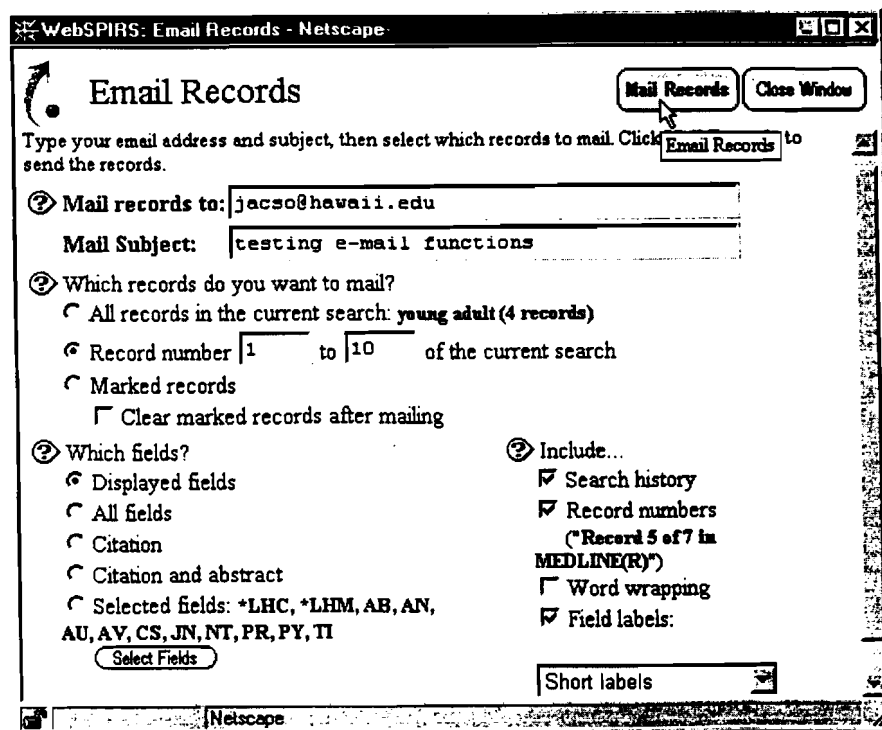 WebSPIRS: Email Records - Netscape
Email Records
Mail Records Close Window
Type your email address and subject, then select which records to mail. Click to
Email Records
send the records.
Mail records to: jacso@hawaii.edu
Mail Subject: testing e-mail functions
Which records do you want to mail?
All records in the current search: young adult (4 records)
Record number 1 to 10 of the current search
Marked records
Clear marked records after mailing
Which fields? Include...
Displayed fields Search history
All fields Record numbers
Citation ("Record 5 of 7 in
MEDLINE(R)")
Citation and abstract Word wrapping
Selected fields: *LHC, *LHM, AB, AN, Field labels:
AU, AV, CS, JN, NT, PR, PY, TI
Select Fields
Short labels
Netscape